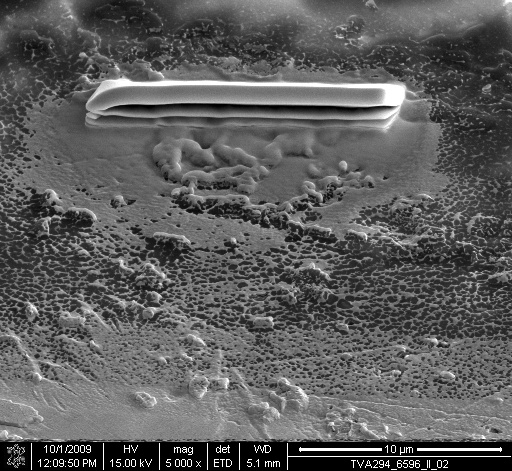 10/1/2009 HV mag det WD 10 µm
12:09:50 PM 15.00 kV 5 000 x ETD 5.1 mm TVA294_6596_I_02